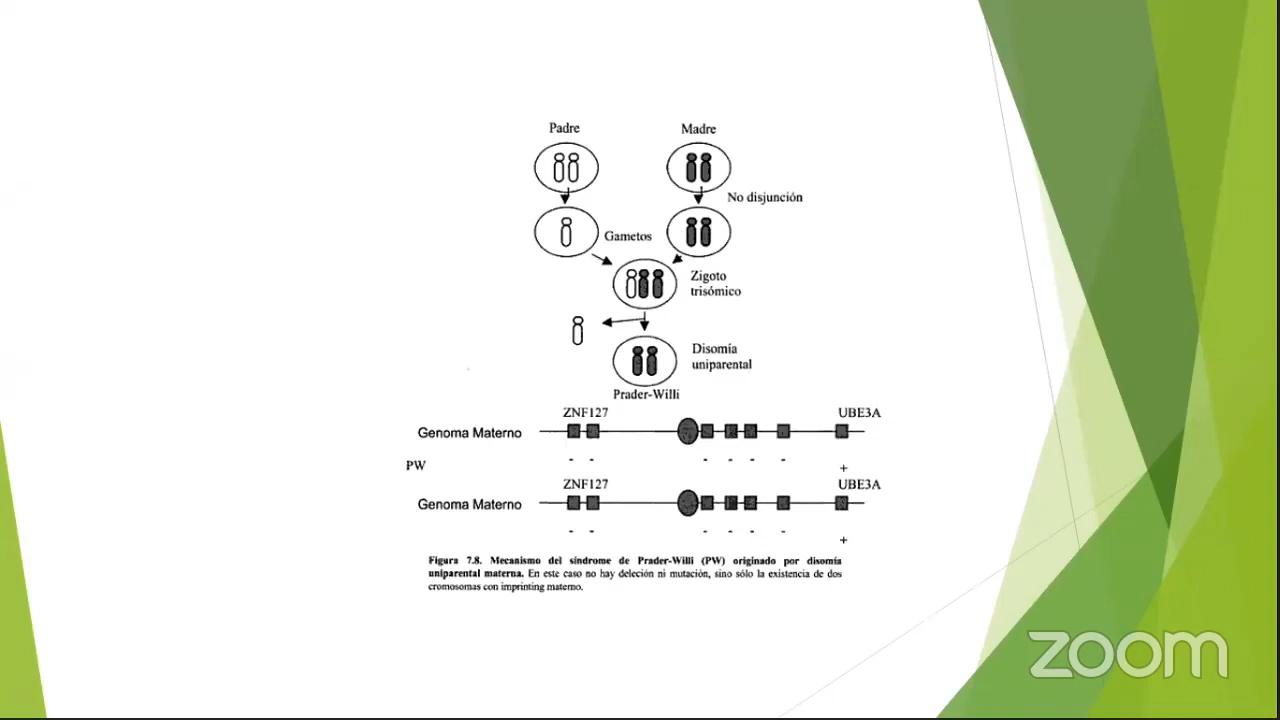 Padre
Madre
No disjunción
Gametos
Zigoto
trisómico
Disomía
uniparental
Prader-Willi
ZNF127
UBE3A
Genoma Materno
- - - - - - +
PW
ZNF127
UBE3A
Genoma Materno
- - - - - - +
Figura 7.8. Mecanismo del síndrome de Prader-Willi (PW) originado por disomía
uniparental materna. En este caso no hay deleción ni mutación, sino sólo la existencia de dos
cromosomas con imprinting materno.
zoom